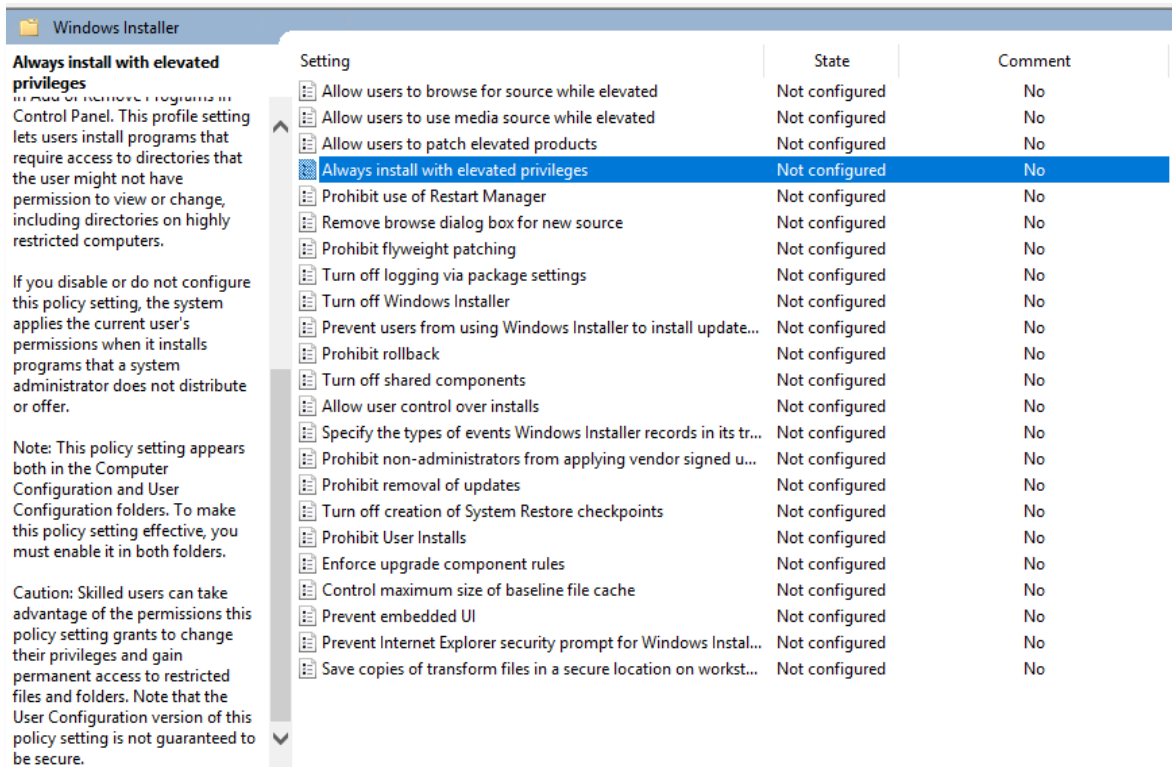 Windows Installer
Always install with elevated
privileges
in Add or Remove Programs in
Control Panel. This profile setting
lets users install programs that
require access to directories that
the user might not have
permission to view or change,
including directories on highly
restricted computers.
If you disable or do not configure
this policy setting, the system
applies the current user's
permissions when it installs
programs that a system
administrator does not distribute
or offer.
Note: This policy setting appears
both in the Computer
Configuration and User
Configuration folders. To make
this policy setting effective, you
must enable it in both folders.
Caution: Skilled users can take
advantage of the permissions this
policy setting grants to change
their privileges and gain
permanent access to restricted
files and folders. Note that the
User Configuration version of this
policy setting is not guaranteed to
be secure.
Setting State Comment
Allow users to browse for source while elevated Not configured No
Allow users to use media source while elevated Not configured No
Allow users to patch elevated products Not configured No
Always install with elevated privileges Not configured No
Prohibit use of Restart Manager Not configured No
Remove browse dialog box for new source Not configured No
Prohibit flyweight patching Not configured No
Turn off logging via package settings Not configured No
Turn off Windows Installer Not configured No
Prevent users from using Windows Installer to install update... Not configured No
Prohibit rollback Not configured No
Turn off shared components Not configured No
Allow user control over installs Not configured No
Specify the types of events Windows Installer records in its tr... Not configured No
Prohibit non-administrators from applying vendor signed u... Not configured No
Prohibit removal of updates Not configured No
Turn off creation of System Restore checkpoints Not configured No
Prohibit User Installs Not configured No
Enforce upgrade component rules Not configured No
Control maximum size of baseline file cache Not configured No
Prevent embedded UI Not configured No
Prevent Internet Explorer security prompt for Windows Instal... Not configured No
Save copies of transform files in a secure location on workst... Not configured No